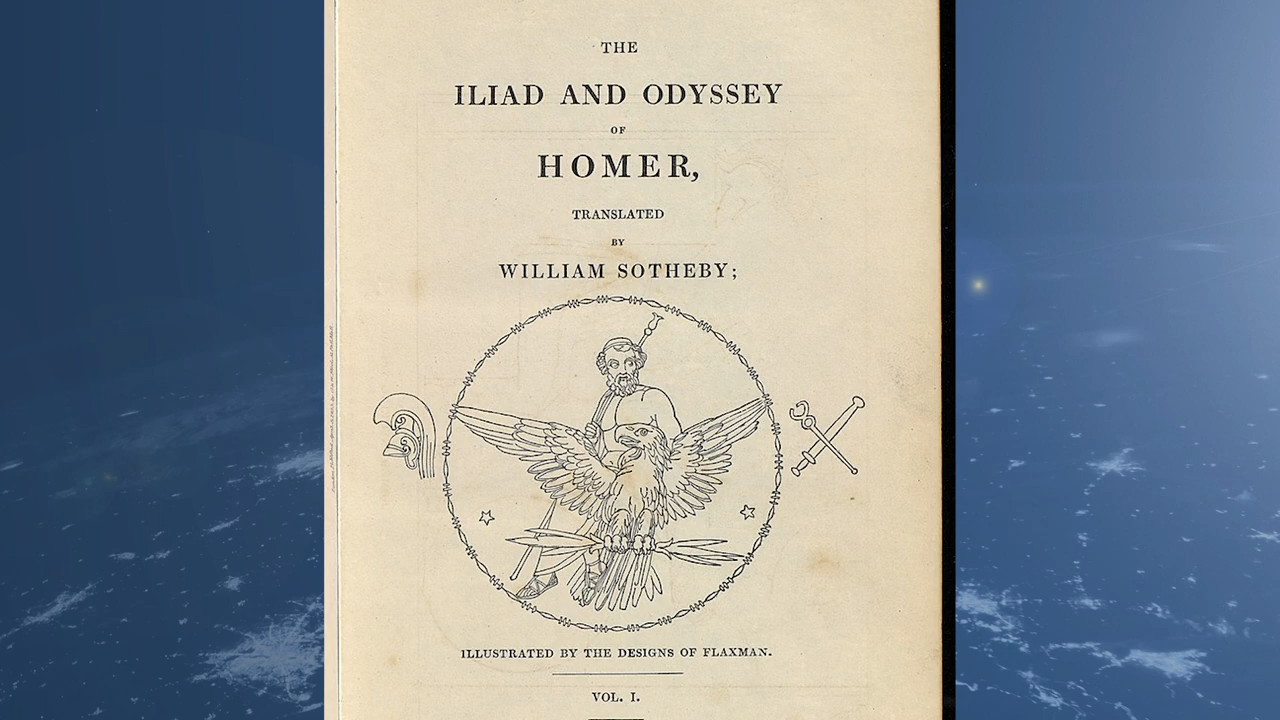 THE
ILIAD AND ODYSSEY
OF
HOMER,
TRANSLATED
BY
WILLIAM SOTHEBY;
ILLUSTRATED BY THE DESIGNS OF FLAXMAN.
VOL. I.